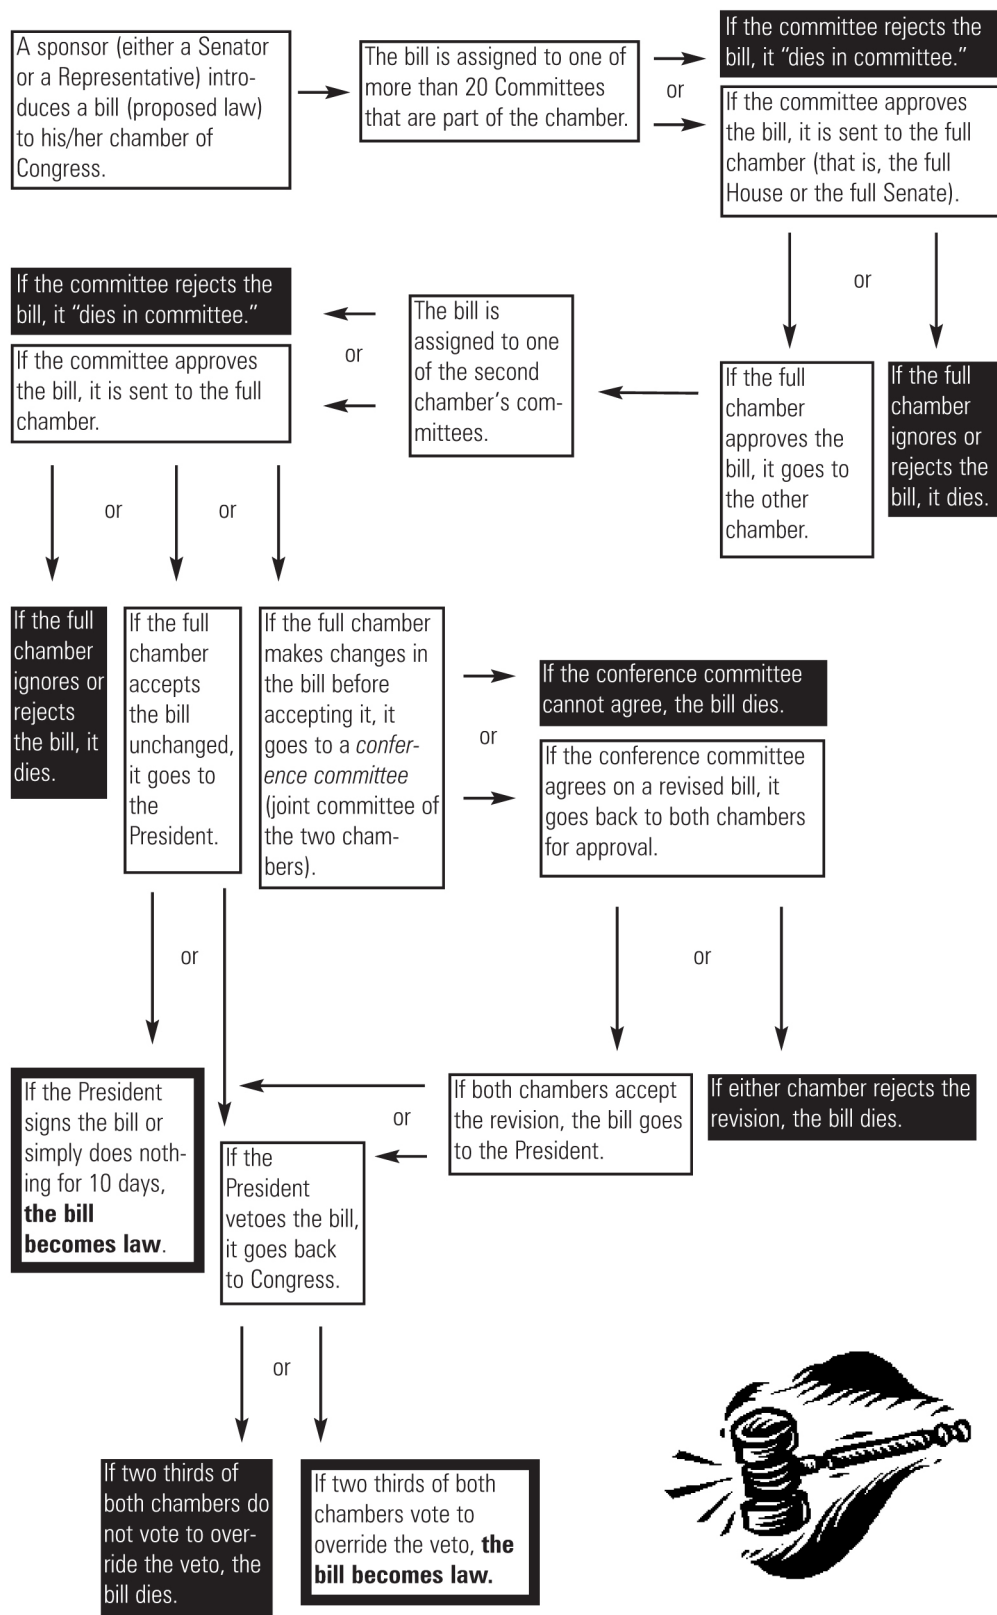 A sponsor (either a Senator
or a Representative) intro-
duces a bill (proposed law)
to his/her chamber of
Congress.
The bill is assigned to one of
more than 20 Committees
that are part of the chamber.
or
If the committee rejects the
bill, it “dies in committee.”
If the committee approves
the bill, it is sent to the full
chamber (that is, the full
House or the full Senate).
or
If the full
chamber
approves the
bill, it goes to
the other
chamber.
If the full
chamber
ignores or
rejects the
bill, it dies.
The bill is
assigned to one
of the second
chamber’s com-
mittees.
or
If the committee rejects the
bill, it “dies in committee.”
If the committee approves
the bill, it is sent to the full
chamber.
or
or
If the full
chamber
ignores or
rejects
the bill, it
dies.
If the full
chamber
accepts
the bill
unchanged,
it goes to
the
President.
If the full chamber
makes changes in
the bill before
accepting it, it
goes to a confer-
ence committee
(joint committee of
the two cham-
bers).
or
If the conference committee
cannot agree, the bill dies.
If the conference committee
agrees on a revised bill, it
goes back to both chambers
for approval.
or
or
If both chambers accept
the revision, the bill goes
to the President.
If either chamber rejects the
revision, the bill dies.
or
If the President
signs the bill or
simply does noth-
ing for 10 days,
the bill
becomes law.
If the
President
vetoes the bill,
it goes back
to Congress.
or
If two thirds of
both chambers do
not vote to over-
ride the veto, the
bill dies.
If two thirds of both
chambers vote to
override the veto, the
bill becomes law.